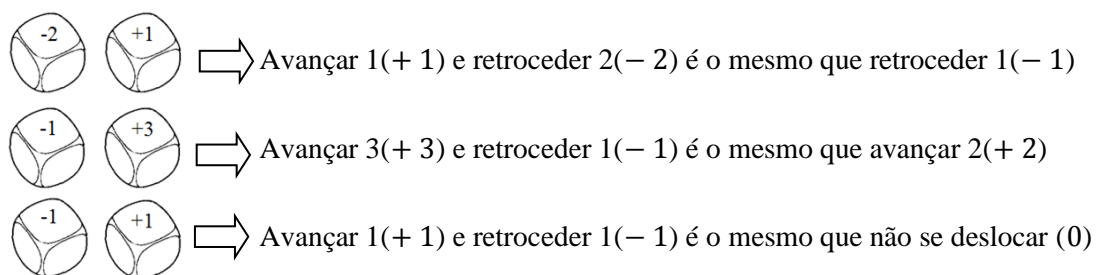 -2 +1 Avançar 1(+ 1) e retroceder 2(− 2) é o mesmo que retroceder 1(− 1)
-1 +3 Avançar 3(+ 3) e retroceder 1(− 1) é o mesmo que avançar 2(+ 2)
-1 +1 Avançar 1(+ 1) e retroceder 1(− 1) é o mesmo que não se deslocar (0)